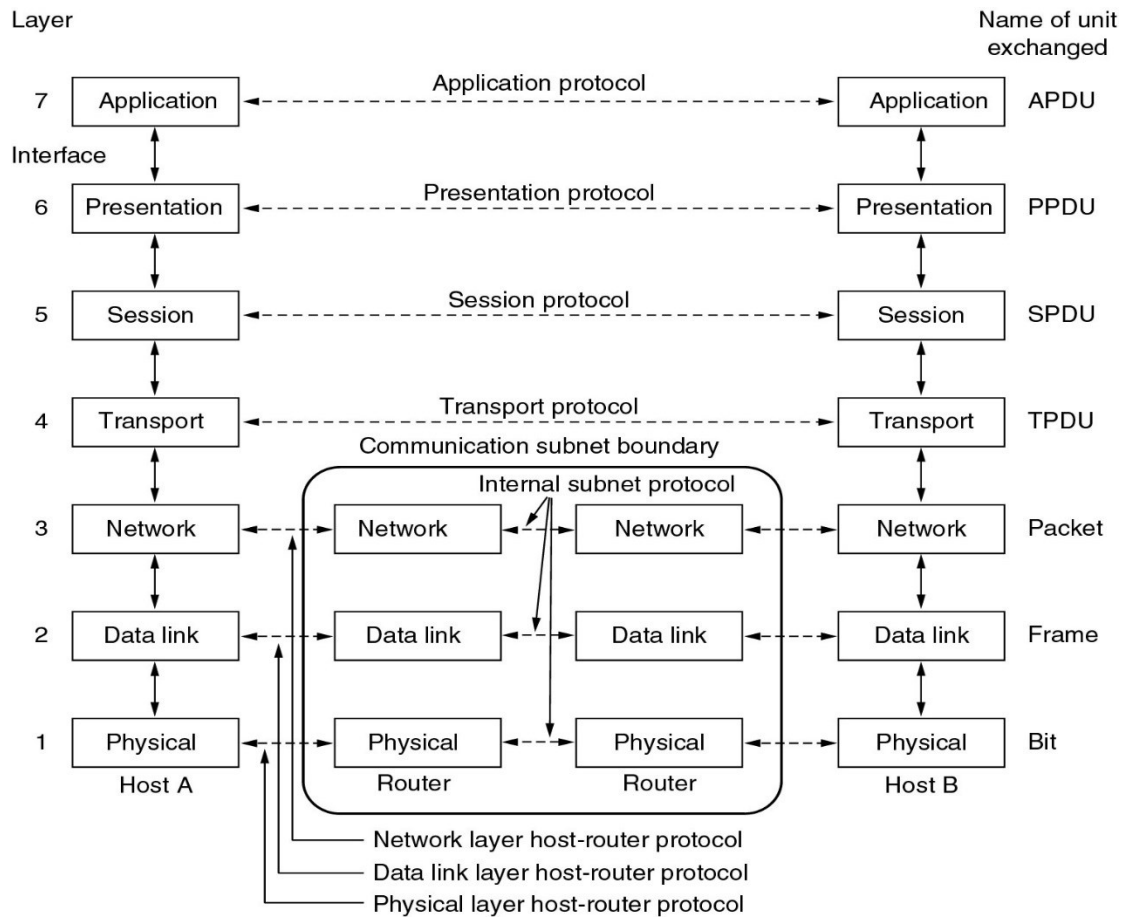 Layer
Name of unit
exchanged
Application protocol
7 Application Application APDU
Interface
Presentation protocol
6 Presentation Presentation PPDU
Session protocol
5 Session Session SPDU
Transport protocol
4 Transport Transport TPDU
Communication subnet boundary
Internal subnet protocol
3 Network Network Network Network Packet
2 Data link Data link Data link Data link Frame
1 Physical Physical Physical Physical Bit
Host A Router Router Host B
Network layer host-router protocol
Data link layer host-router protocol
Physical layer host-router protocol